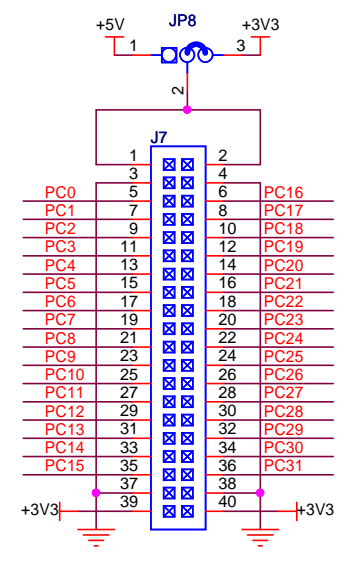 JP8
+5V +3V3
1 3
2
J7
1 2
3 4
PC0 5 6 PC16
PC1 7 8 PC17
PC2 9 10 PC18
PC3 11 12 PC19
PC4 13 14 PC20
PC5 15 16 PC21
PC6 17 18 PC22
PC7 19 20 PC23
PC8 21 22 PC24
PC9 23 24 PC25
PC10 25 26 PC26
PC11 27 28 PC27
PC12 29 30 PC28
PC13 31 32 PC29
PC14 33 34 PC30
PC15 35 36 PC31
37 38
+3V3 39 40 +3V3